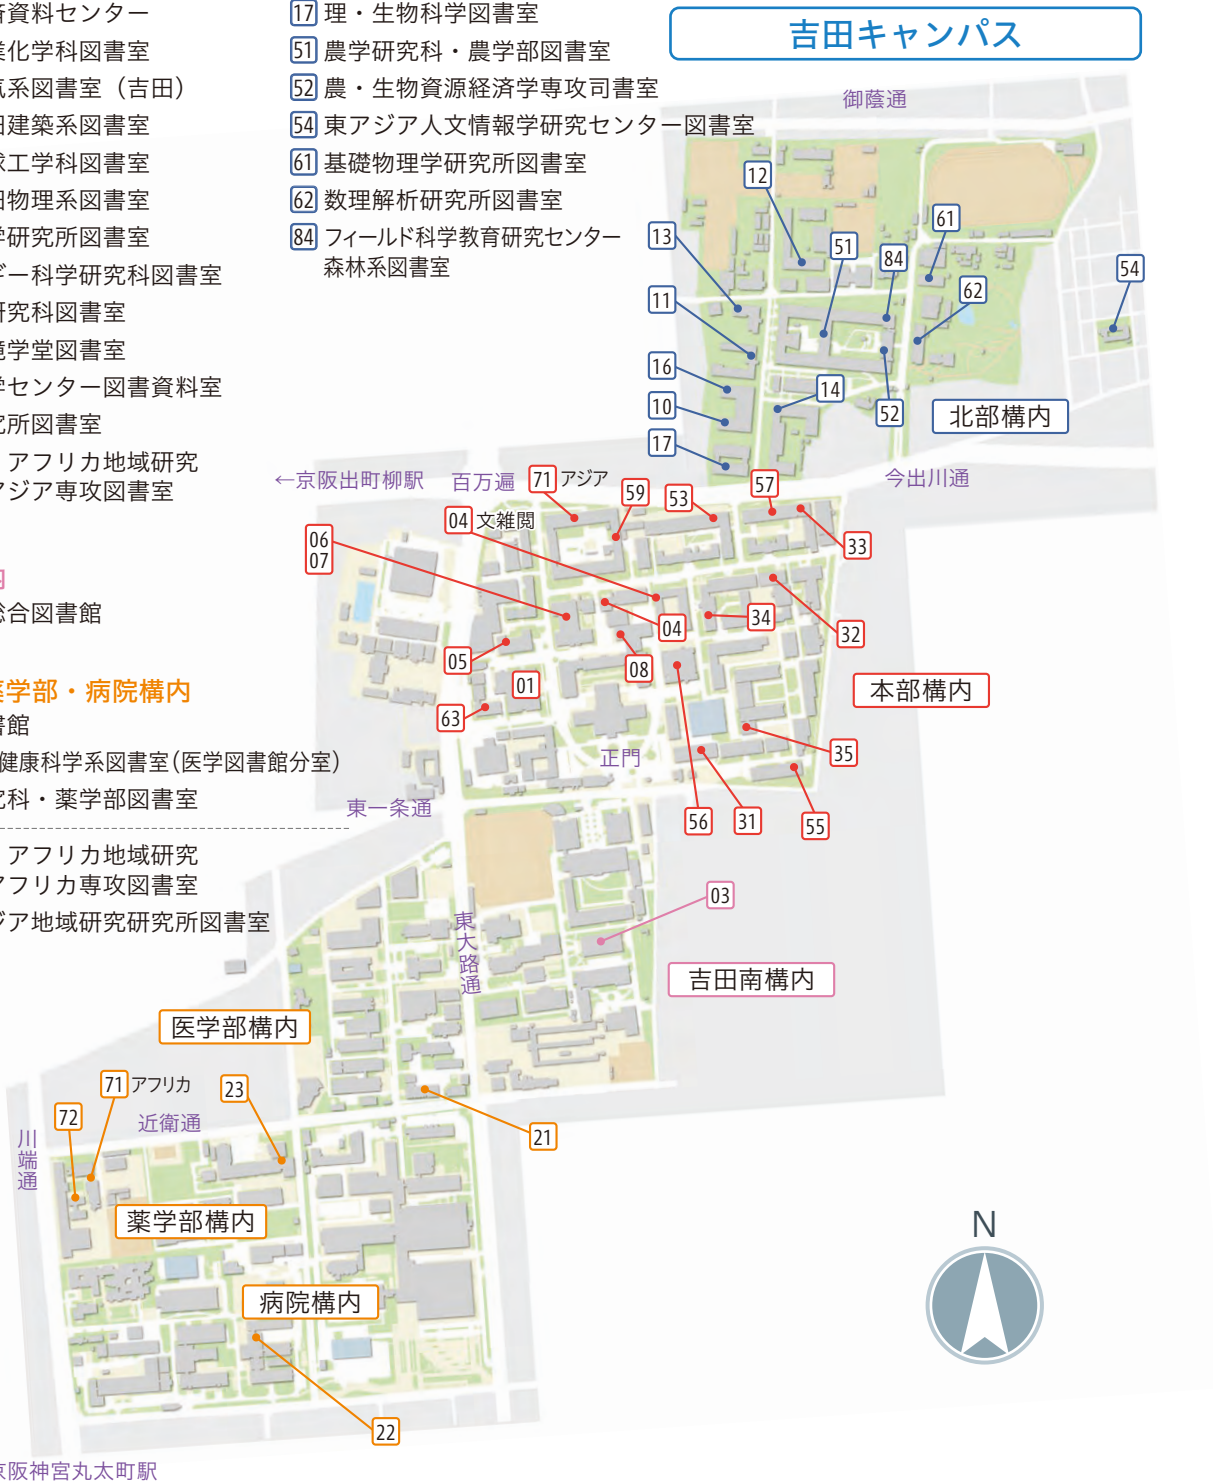 資料センター
化学科図書室
系図書室（吉田）
建築系図書室
工学科図書室
物理系図書室
研究所図書室
ー科学研究科図書室
研究科図書室
学堂図書室
センター図書資料室
所図書室
アフリカ地域研究
アジア専攻図書室
総合図書館
薬学部・病院構内
書館
健康科学系図書室（医学図書館分室）
究科・薬学部図書室
アフリカ地域研究
アフリカ専攻図書室
ジア地域研究研究所図書室
17 理・生物科学図書室
51 農学研究科・農学部図書室
52 農・生物資源経済学専攻司書室
54 東アジア人文情報学研究センター図書室
61 基礎物理学研究所図書室
62 数理解析研究所図書室
84 フィールド科学教育研究センター
森林系図書室
吉田キャンパス
御蔭通
12
13
51
61
84
54
62
11
16
14
10
52
北部構内
17
今出川通
←京阪出町柳駅
百万遍
71 アジア
59
53
57
04 文雑閲
06
07
33
04
34
32
05
08
01
63
本部構内
正門
35
東一条通
56
31
55
03
東大路通
吉田南構内
医学部構内
71 アフリカ
23
72
近衛通
21
川端通
薬学部構内
N
病院構内
22
京阪神宮丸太町駅